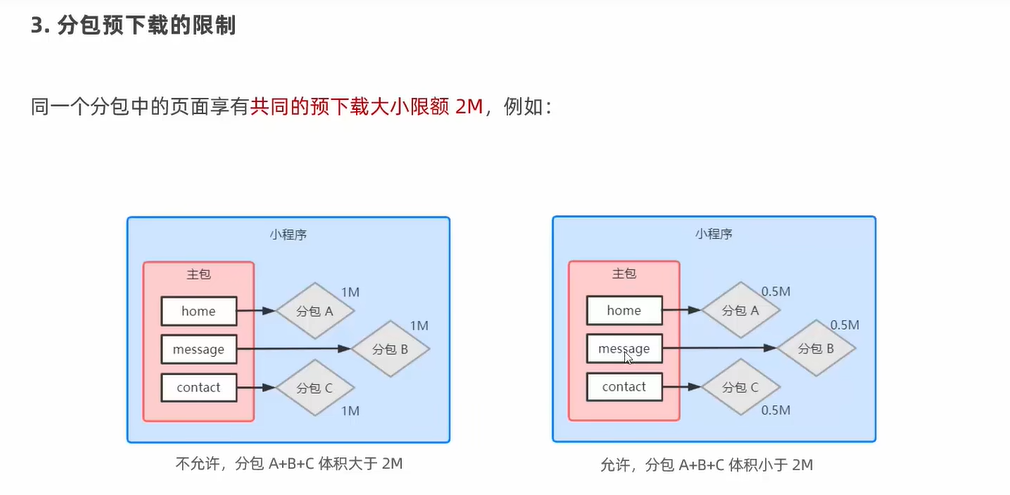 3. 分包预下载的限制
同一个分包中的页面享有共同的预下载大小限额 2M，例如：
小程序
主包
home
分包 A
1M
message
分包 B
1M
contact
分包 C
1M
不允许，分包 A+B+C 体积大于 2M
小程序
主包
home
分包 A
0.5M
message
分包 B
0.5M
contact
分包 C
0.5M
允许，分包 A+B+C 体积小于 2M